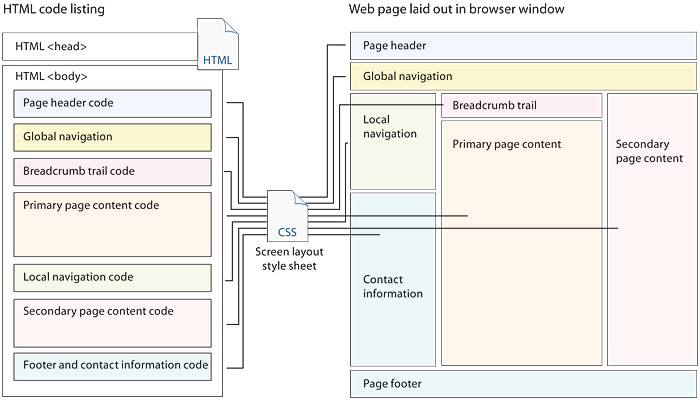 HTML code listing
HTML
HTML <head>
HTML <body>
Page header code
Global navigation
Breadcrumb trail code
Primary page content code
Local navigation code
Secondary page content code
Footer and contact information code
CSS
Screen layout
style sheet
Web page laid out in browser window
Page header
Global navigation
Local
navigation
Breadcrumb trail
Primary page content
Secondary
page content
Contact
information
Page footer